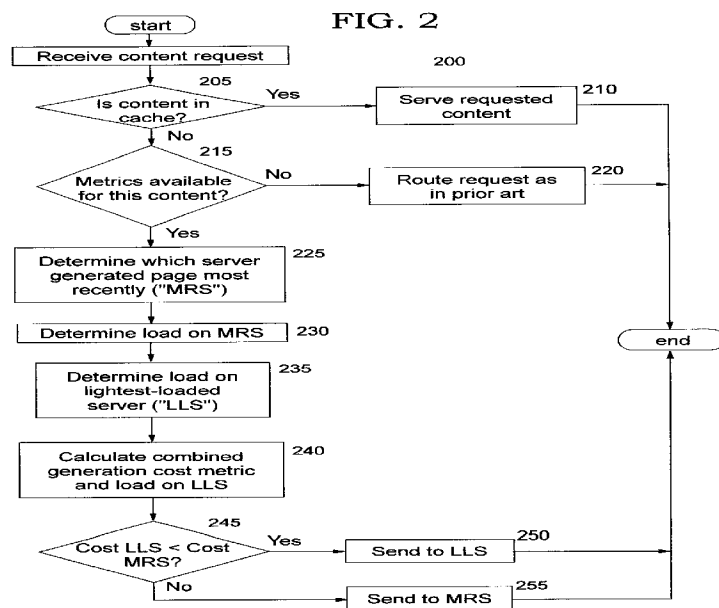 FIG. 2
start
Receive content request
200
205
Is content in
cache?
Yes
210
Serve requested
content
No
215
Metrics available
for this content?
No
220
Route request as
in prior art
Yes
225
Determine which server
generated page most
recently ("MRS")
Determine load on MRS
230
end
235
Determine load on
lightest-loaded
server ("LLS")
240
Calculate combined
generation cost metric
and load on LLS
245
Cost LLS < Cost
MRS?
Yes
250
Send to LLS
No
255
Send to MRS